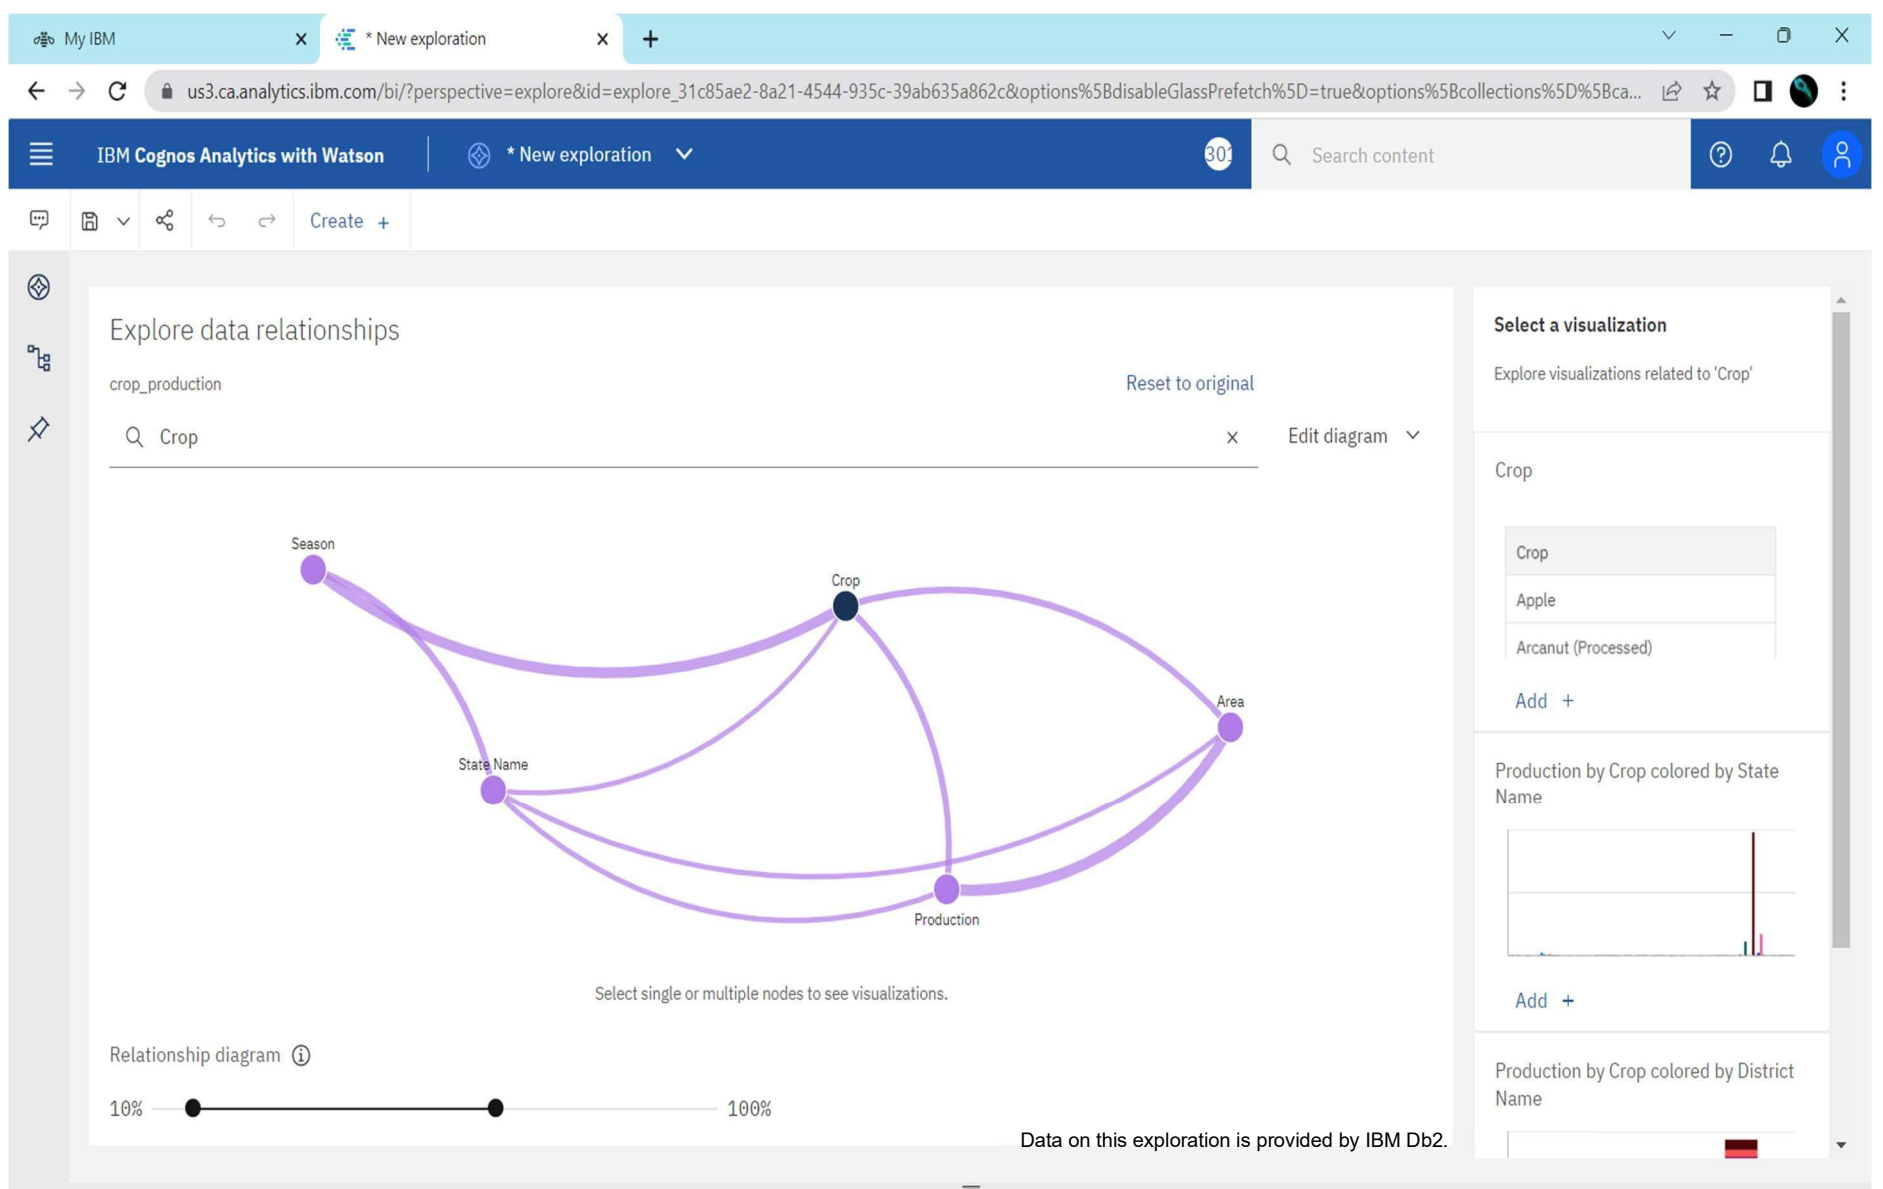 My IBM
* New exploration
us3.ca.analytics.ibm.com/bi/?perspective=explore&id=explore_31c85ae2-8a21-4544-935c-39ab635a862c&options%5BdisableGlassPrefetch%5D=true&options%5Bcollections%5D%5Bca...
IBM Cognos Analytics with Watson
* New exploration
301
Search content
Create +
Explore data relationships
crop_production
Reset to original
Crop
Edit diagram
Season
Crop
Area
State Name
Production
Select single or multiple nodes to see visualizations.
Relationship diagram
10%
100%
Data on this exploration is provided by IBM Db2.
Select a visualization
Explore visualizations related to 'Crop'
Crop
Crop
Apple
Arcanut (Processed)
Add +
Production by Crop colored by State
Name
Add +
Production by Crop colored by District
Name